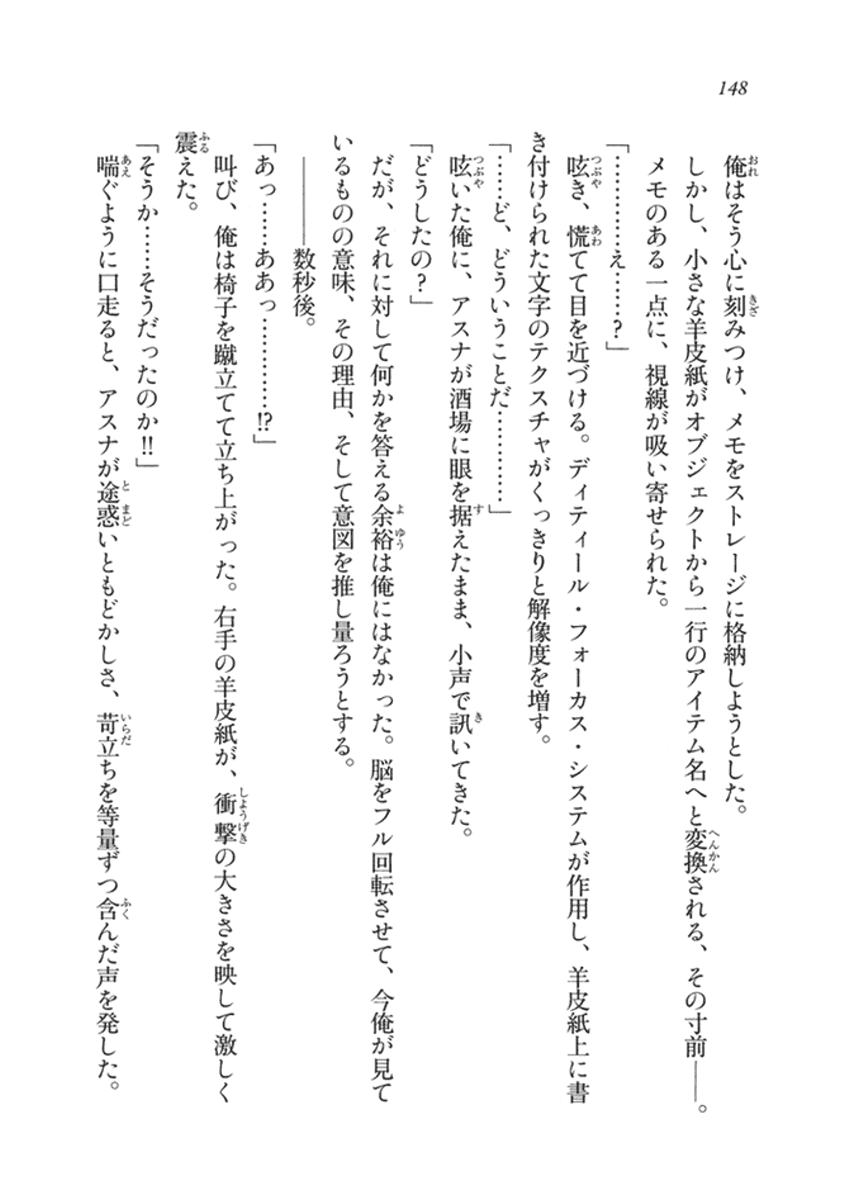 148
俺はそう心に刻みつけ、メモをストレージに格納しようとした。
しかし、小さな羊皮紙がオブジェクトから一行のアイテム名へと変換される、その寸前――。
メモのある一点に、視線が吸い寄せられた。
「…………え……？」
呟き、慌てて目を近づける。ディティール・フォーカス・システムが作用し、羊皮紙上に書
き付けられた文字のテクスチャがくっきりと解像度を増す。
「……ど、どういうことだ…………」
呟いた俺に、アスナが酒場に眼を据えたまま、小声で訊いてきた。
「どうしたの？」
だが、それに対して何かを答える余裕は俺にはなかった。脳をフル回転させて、今俺が見て
いるものの意味、その理由、そして意図を推し量ろうとする。
――――数秒後。
「あっ……ああっ…………!?」
叫び、俺は椅子を蹴立てて立ち上がった。右手の羊皮紙が、衝撃の大きさを映して激しく
震えた。
「そうか……そうだったのか!!」
喘ぐように口走ると、アスナが途惑いともどかしさ、苛立ちを等量ずつ含んだ声を発した。